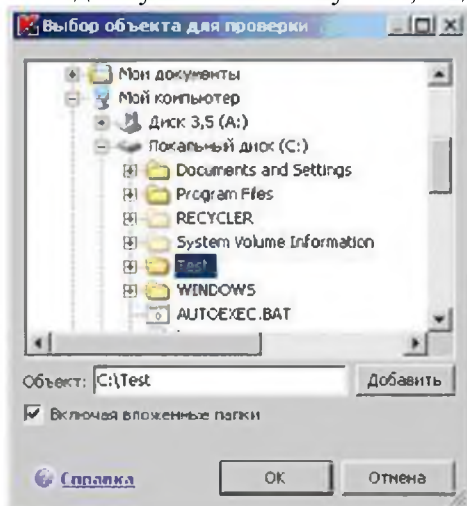 Выбор объекта для проверки
Мои документы
Мой компьютер
Диск 3,5 (A:)
Локальный диск (C:)
Documents and Settings
Program Files
RECYCLER
System Volume Information
Test
WINDOWS
AUTOEXEC.BAT
Объект: C:\Test
Добавить
Включая вложенные папки
Справка
ОК
Отмена